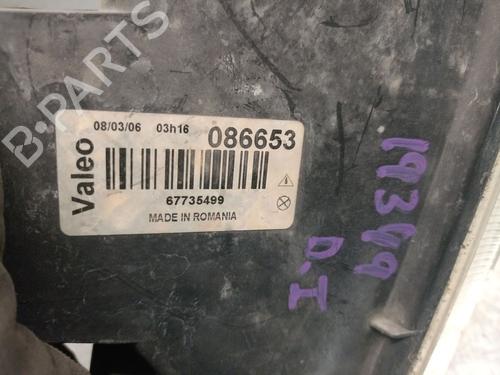 B-PARTS
08/03/06 03h16 086653
Valeo
67735499
MADE IN ROMANIA
19349
D.I